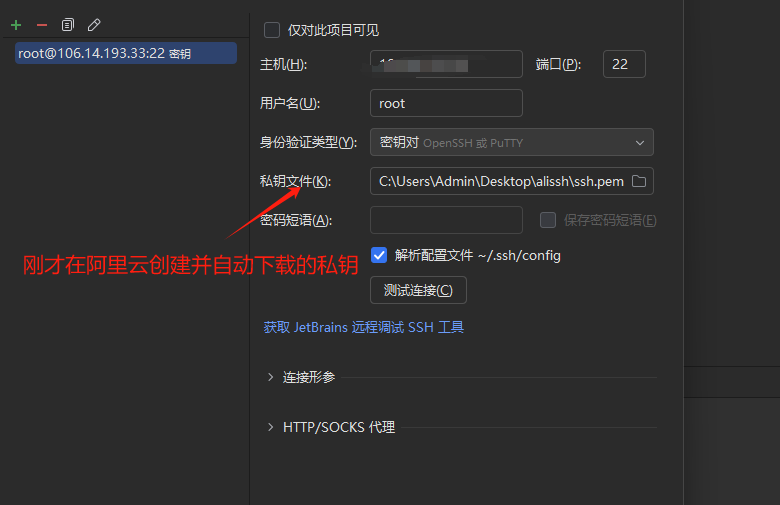 仅对此项目可见
root@106.14.193.33:22 密钥
主机(H):
端口(P): 22
用户名(U): root
身份验证类型(Y): 密钥对 OpenSSH 或 PuTTY
私钥文件(K): C:\Users\Admin\Desktop\alissh\ssh.pem
密码短语(A): 保存密码短语(E)
刚才在阿里云创建并自动下载的私钥
解析配置文件 ~/.ssh/config
测试连接(C)
获取 JetBrains 远程调试 SSH 工具
连接形参
HTTP/SOCKS 代理